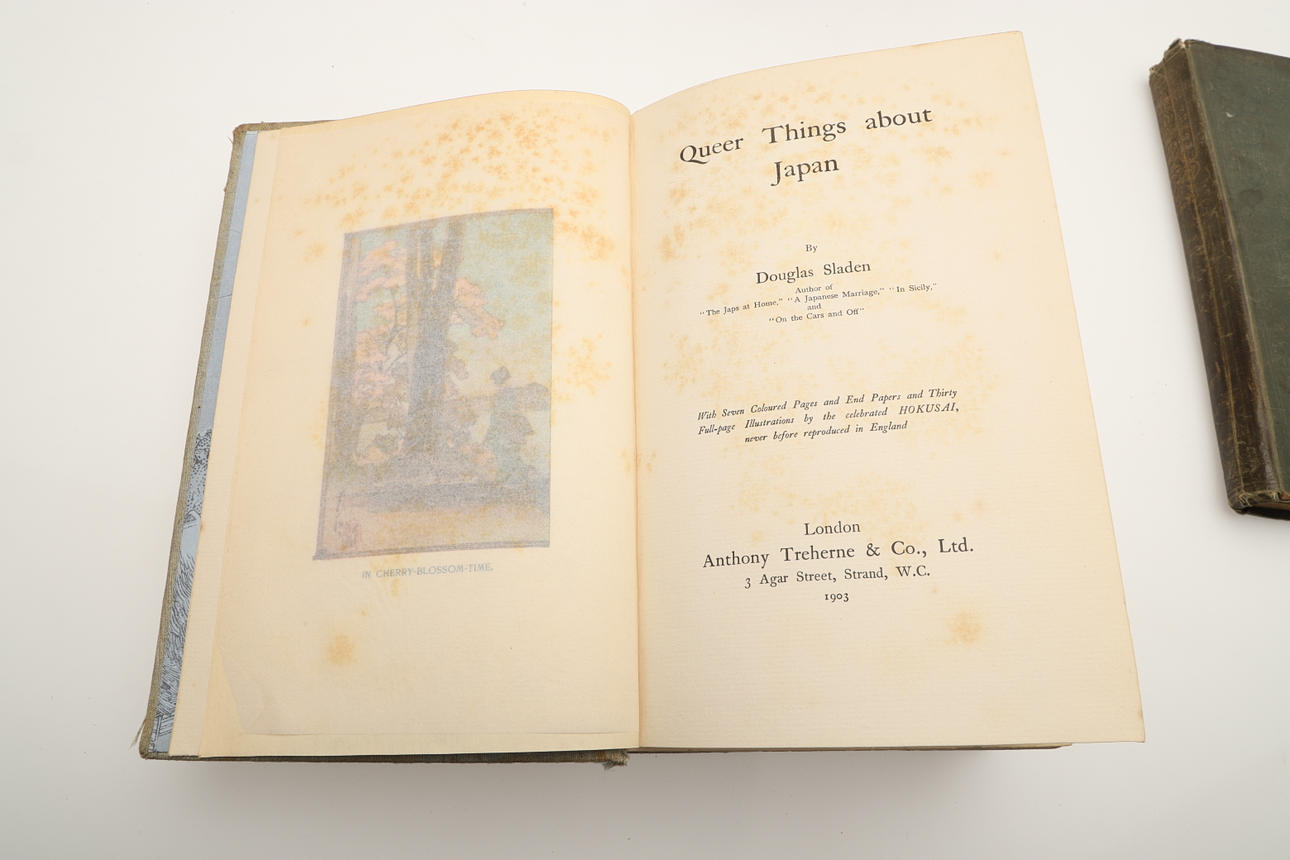 IN CHERRY-BLOSSOM-TIME.
Queer Things about
Japan
By
Douglas Sladen
Author of
"The Japs at Home," "A Japanese Marriage," "In Sicily,"
and
"On the Cars and Off"
With Seven Coloured Pages and End Papers and Thirty
Full-page Illustrations by the celebrated HOKUSAI,
never before reproduced in England
London
Anthony Treherne & Co., Ltd.
3 Agar Street, Strand, W.C.
1903